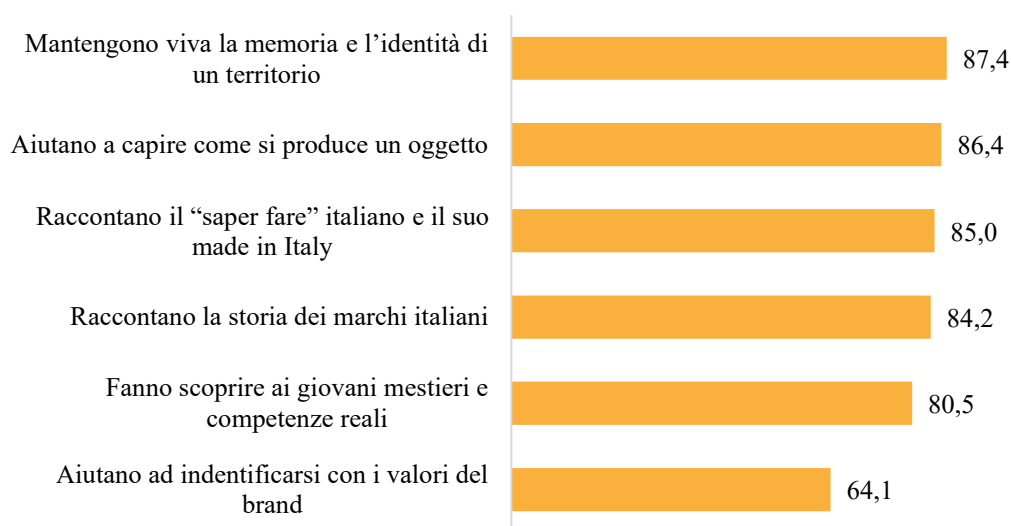 Mantengono viva la memoria e l’identità di
un territorio
87,4
Aiutano a capire come si produce un oggetto
86,4
Raccontano il “saper fare” italiano e il suo
made in Italy
85,0
Raccontano la storia dei marchi italiani
84,2
Fanno scoprire ai giovani mestieri e
competenze reali
80,5
Aiutano ad indentificarsi con i valori del
brand
64,1